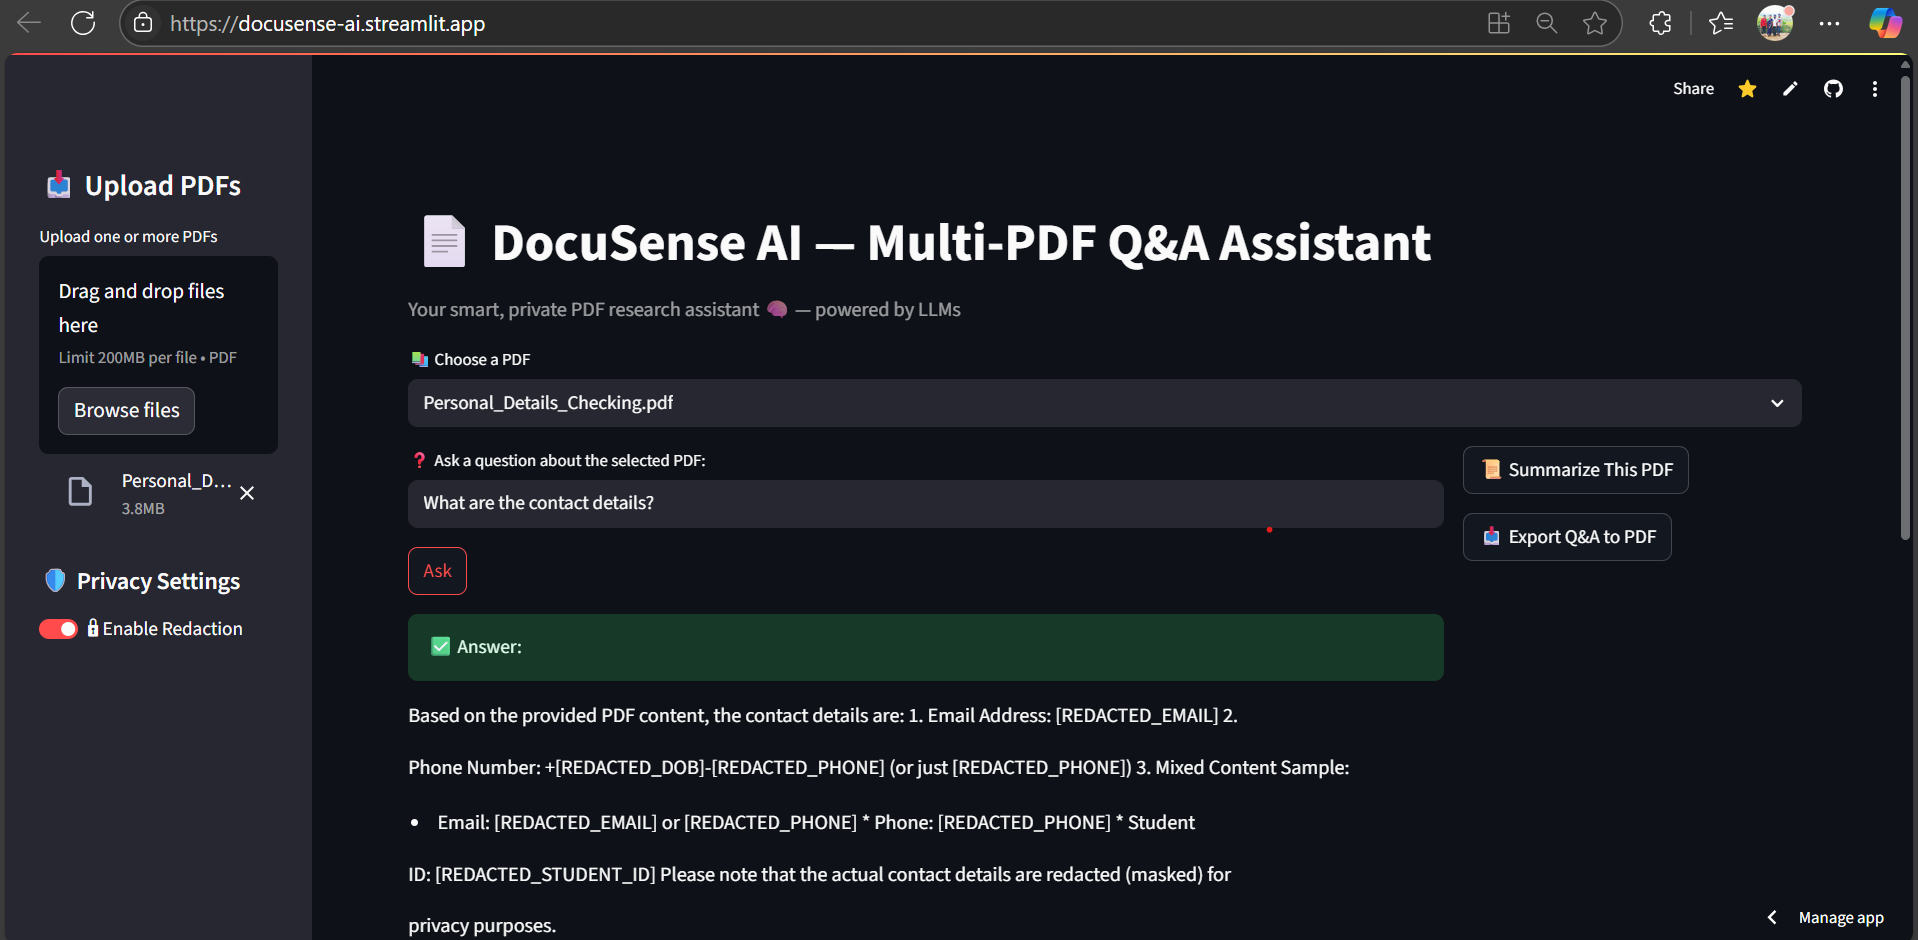 https://docusense-ai.streamlit.app
Share
Upload PDFs
Upload one or more PDFs
Drag and drop files
here
Limit 200MB per file • PDF
Browse files
Personal_D...
3.8MB
Privacy Settings
Enable Redaction
DocuSense AI — Multi-PDF Q&A Assistant
Your smart, private PDF research assistant 🧠 — powered by LLMs
Choose a PDF
Personal_Details_Checking.pdf
❓ Ask a question about the selected PDF:
What are the contact details?
Ask
Summarize This PDF
Export Q&A to PDF
✅ Answer:
Based on the provided PDF content, the contact details are: 1. Email Address: [REDACTED_EMAIL] 2.
Phone Number: +[REDACTED_DOB]-[REDACTED_PHONE] (or just [REDACTED_PHONE]) 3. Mixed Content Sample:
• Email: [REDACTED_EMAIL] or [REDACTED_PHONE] * Phone: [REDACTED_PHONE] * Student
ID: [REDACTED_STUDENT_ID] Please note that the actual contact details are redacted (masked) for
privacy purposes.
Manage app